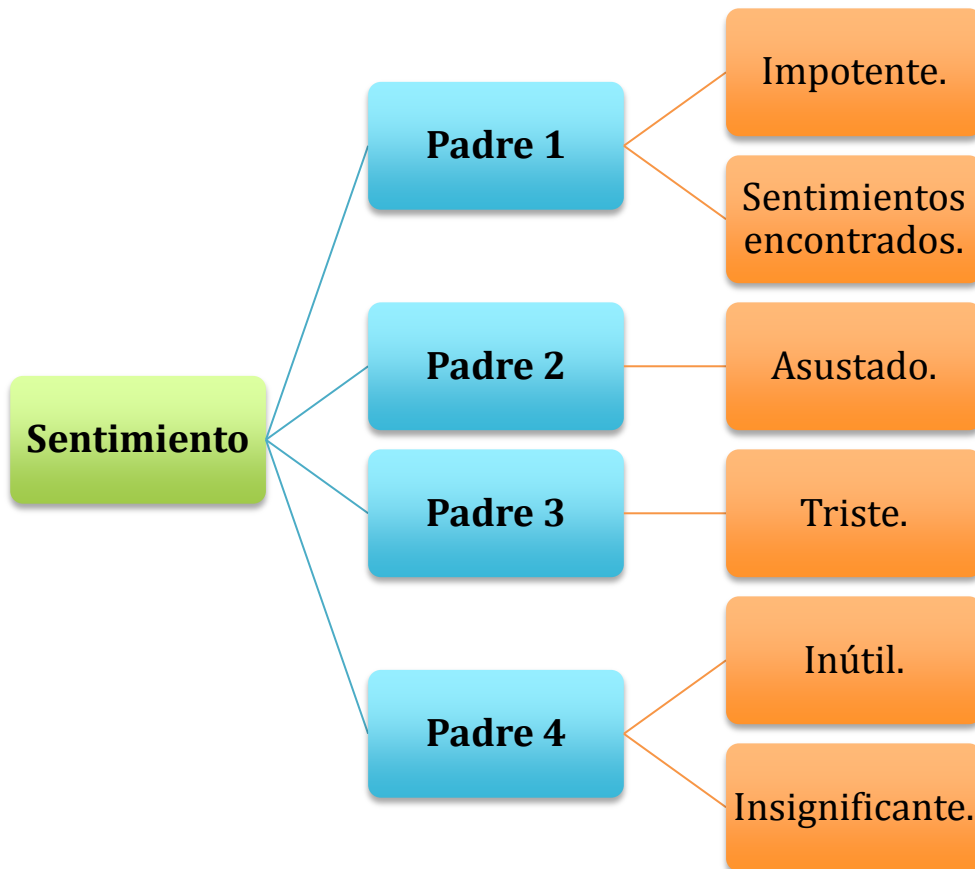 Sentimiento
Padre 1
Impotente.
Sentimientos
encontrados.
Padre 2
Asustado.
Padre 3
Triste.
Padre 4
Inútil.
Insignificante.